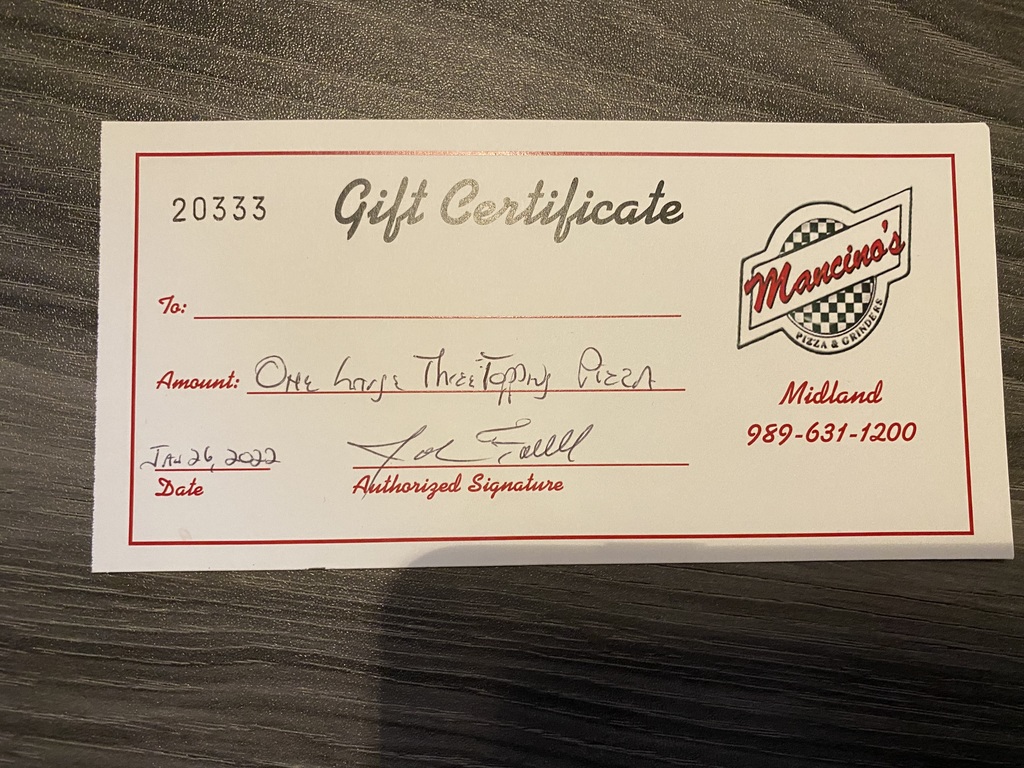 20333
Gift Certificate
Mancino's
PIZZA & GRINDERS
To:
Amount: One Large Three Topping Pizza
Midland
989-631-1200
Jan 26, 2022
Date
Authorized Signature